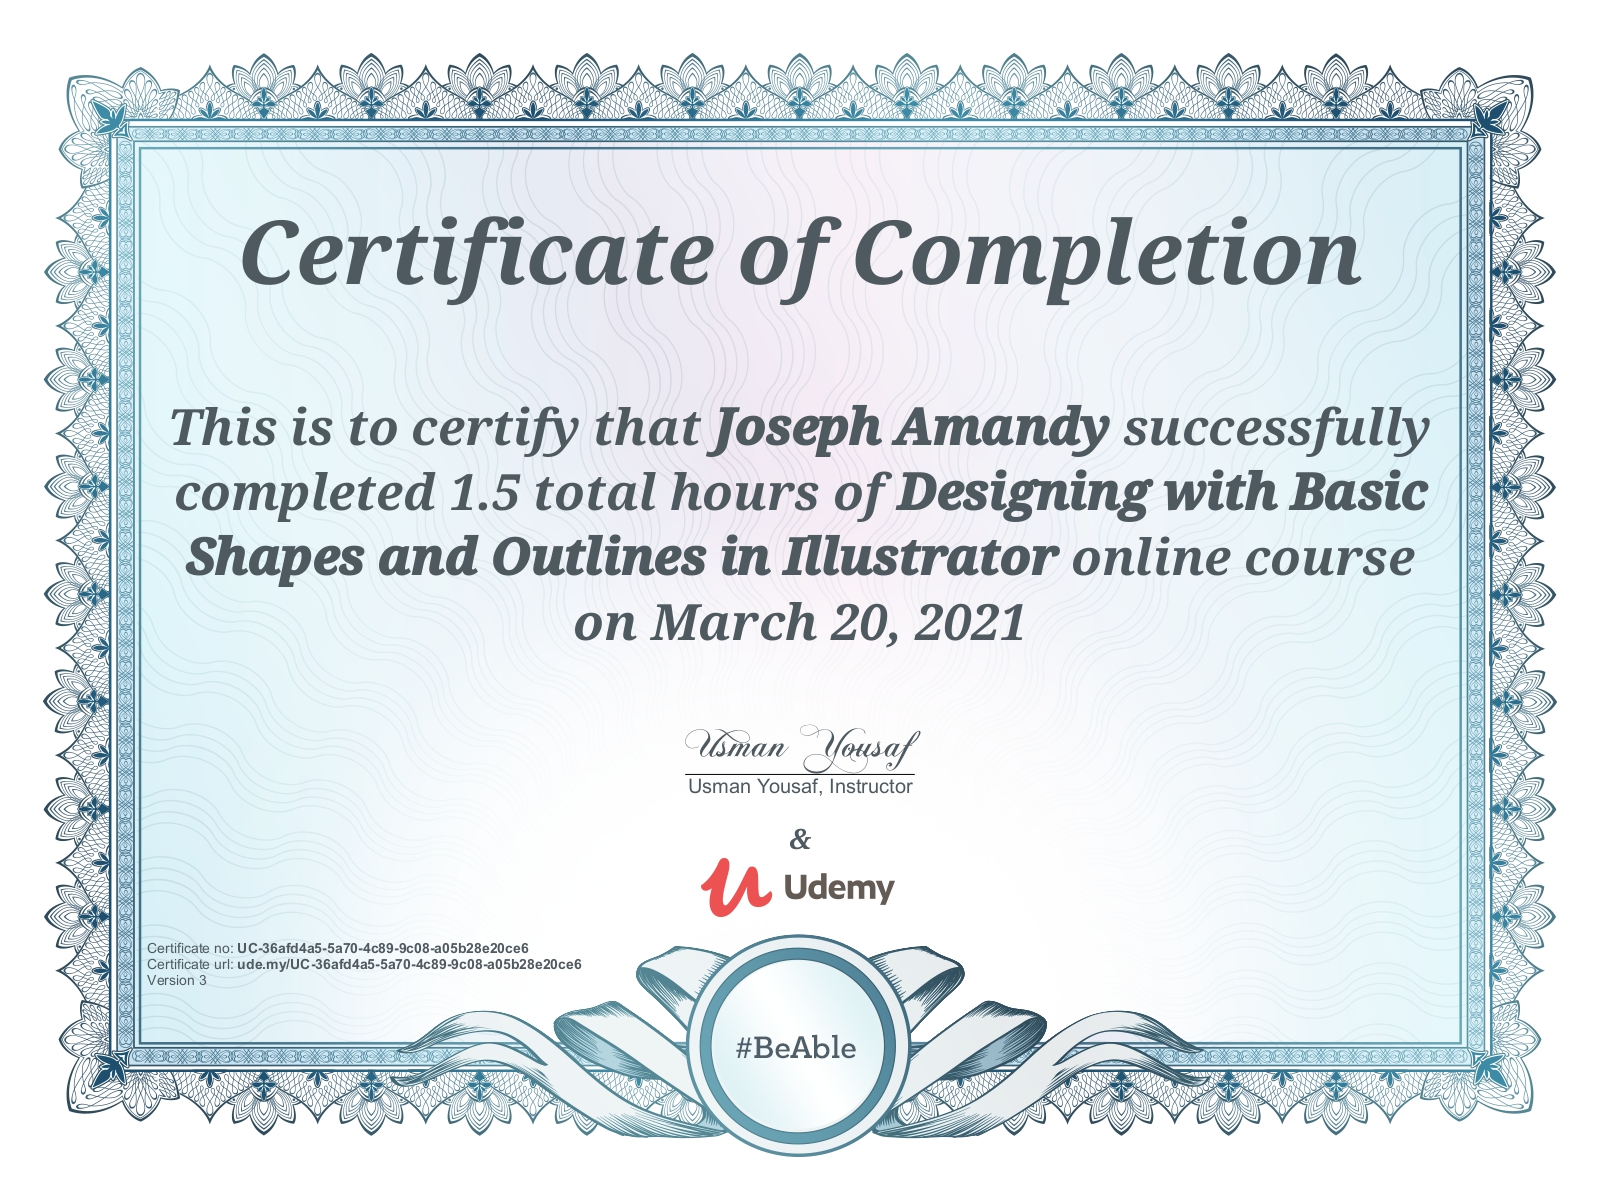 Certificate of Completion
This is to certify that Joseph Amandy successfully
completed 1.5 total hours of Designing with Basic
Shapes and Outlines in Illustrator online course
on March 20, 2021
Usman Yousaf
Usman Yousaf, Instructor
&
Udemy
Certificate no: UC-36afd4a5-5a70-4c89-9c08-a05b28e20ce6
Certificate url: ude.my/UC-36afd4a5-5a70-4c89-9c08-a05b28e20ce6
Version 3
#BeAble